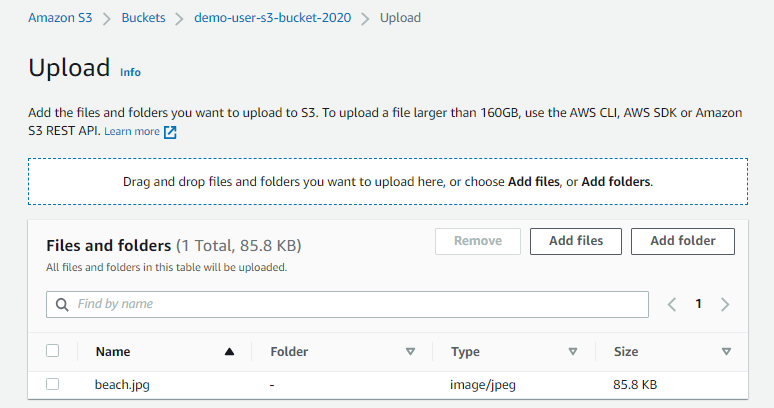 Amazon S3 > Buckets > demo-user-s3-bucket-2020 > Upload
Upload Info
Add the files and folders you want to upload to S3. To upload a file larger than 160GB, use the AWS CLI, AWS SDK or Amazon
S3 REST API. Learn more
Drag and drop files and folders you want to upload here, or choose Add files, or Add folders.
Files and folders (1 Total, 85.8 KB)
Remove Add files Add folder
All files and folders in this table will be uploaded.
Find by name
< 1 >
Name Folder Type Size
beach.jpg - image/jpeg 85.8 KB